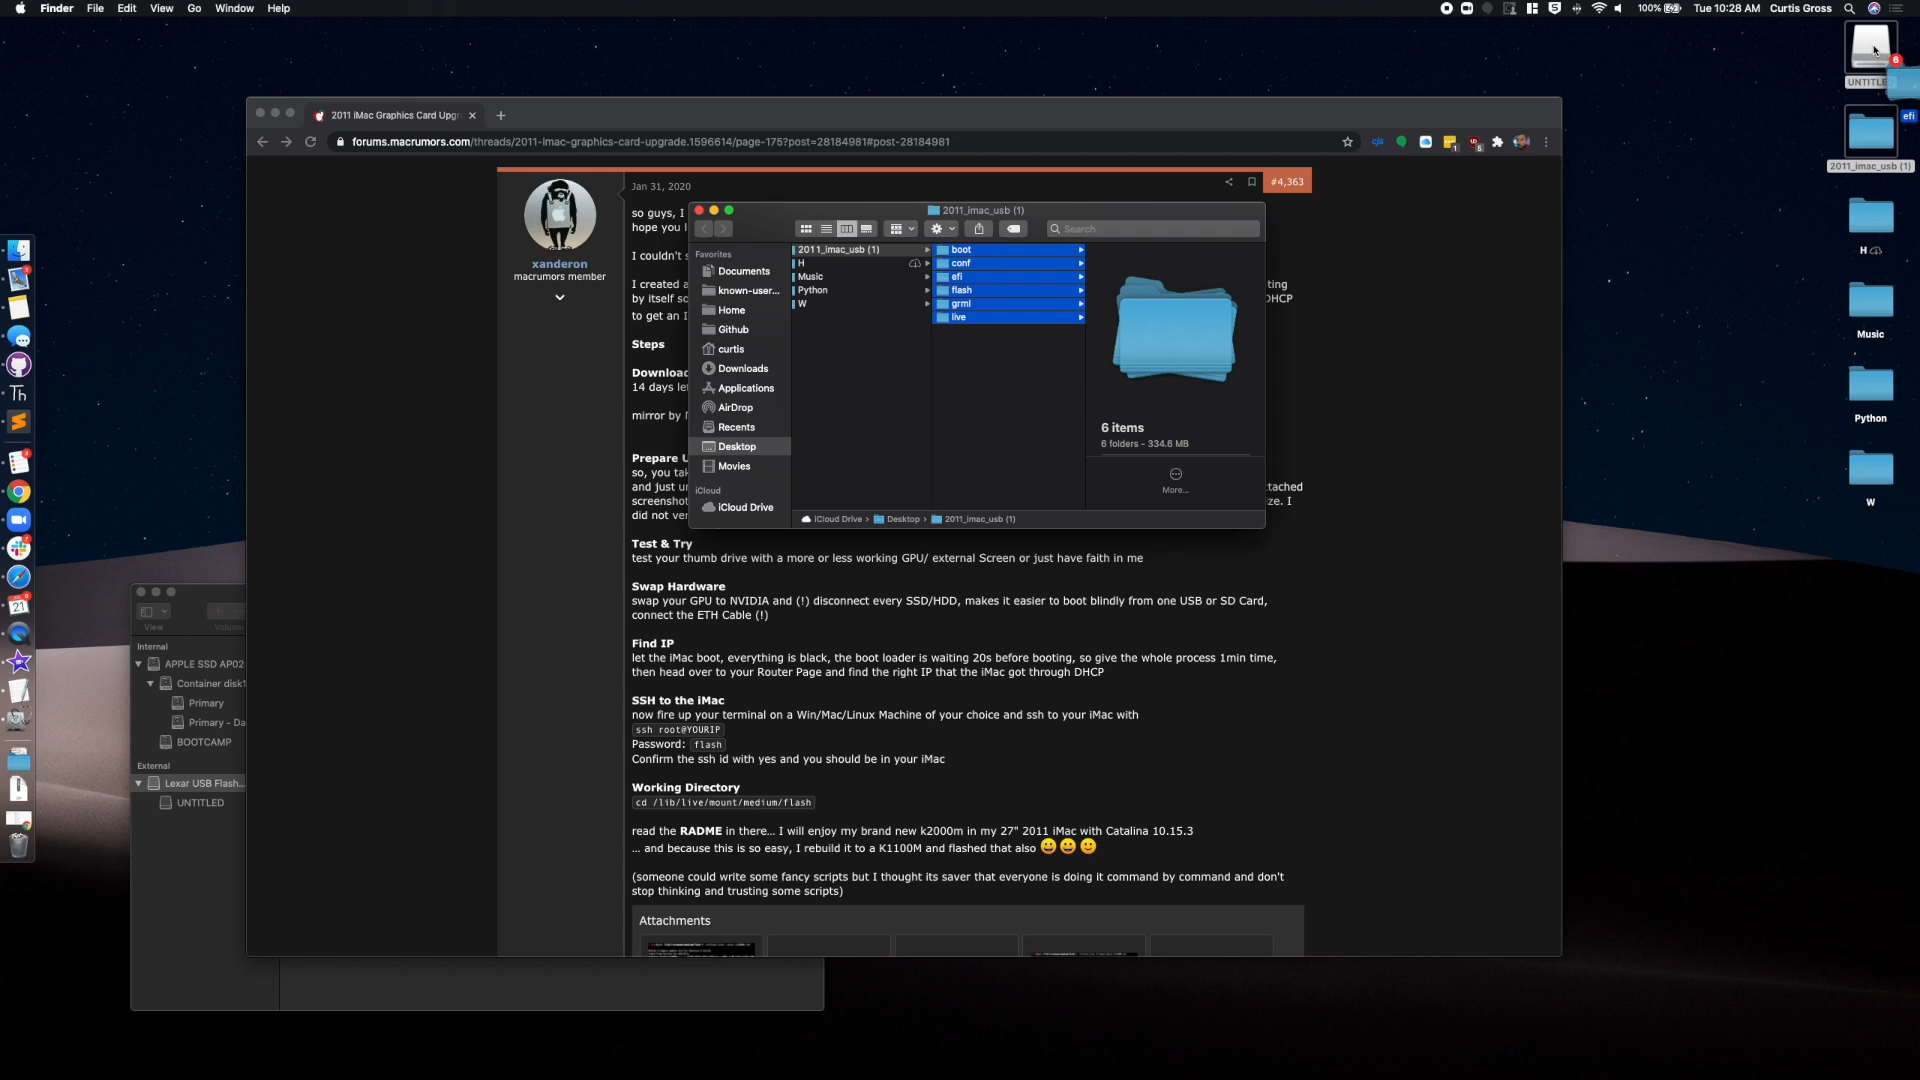 Finder File Edit View Go Window Help
100% Tue 10:28 AM Curtis Gross
6
UNTITLE
efi
2011_imac_usb (1)
H
Music
Python
W
2011 iMac Graphics Card Upgr
forums.macrumors.com/threads/2011-imac-graphics-card-upgrade.1596614/page-175?post=28184981#post-28184981
xanderon
macrumors member
Jan 31, 2020
#4,363
so guys, I
hope you l
I couldn't s
I created a
ting
by itself so
DHCP
to get an I
Steps
Downloac
14 days le
mirror by
Prepare U
so, you tak
and just un
tached
screenshot
ze. I
did not ver
2011_imac_usb (1)
Search
Favorites
Documents
known-user...
Home
Github
curtis
Downloads
Applications
AirDrop
Recents
Desktop
Movies
iCloud
iCloud Drive
2011_imac_usb (1)
H
Music
Python
W
boot
conf
efi
flash
grml
live
6 items
6 folders - 334.6 MB
More...
iCloud Drive › Desktop › 2011_imac_usb (1)
Test & Try
test your thumb drive with a more or less working GPU/ external Screen or just have faith in me
Swap Hardware
swap your GPU to NVIDIA and (!) disconnect every SSD/HDD, makes it easier to boot blindly from one USB or SD Card,
connect the ETH Cable (!)
Find IP
let the iMac boot, everything is black, the boot loader is waiting 20s before booting, so give the whole process 1min time,
then head over to your Router Page and find the right IP that the iMac got through DHCP
SSH to the iMac
now fire up your terminal on a Win/Mac/Linux Machine of your choice and ssh to your iMac with
ssh root@YOURIP
Password: flash
Confirm the ssh id with yes and you should be in your iMac
Working Directory
cd /lib/live/mount/medium/flash
read the RADME in there... I will enjoy my brand new k2000m in my 27" 2011 iMac with Catalina 10.15.3
... and because this is so easy, I rebuild it to a K1100M and flashed that also
(someone could write some fancy scripts but I thought its saver that everyone is doing it command by command and don't
stop thinking and trusting some scripts)
Attachments
View
Volume
Internal
APPLE SSD AP02
Container disk1
Primary
Primary - Da
BOOTCAMP
External
Lexar USB Flash...
UNTITLED